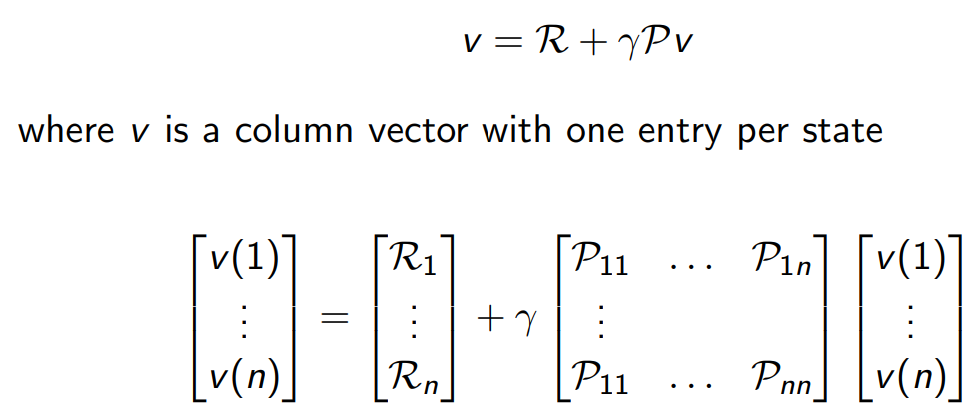 v = ℛ + γ𝒫v
where v is a column vector with one entry per state
[v(1) ⋮ v(n)] = [ℛ₁ ⋮ ℛₙ] + γ [𝒫₁₁ … 𝒫₁ₙ ⋮ 𝒫₁₁ … 𝒫ₙₙ] [v(1) ⋮ v(n)]